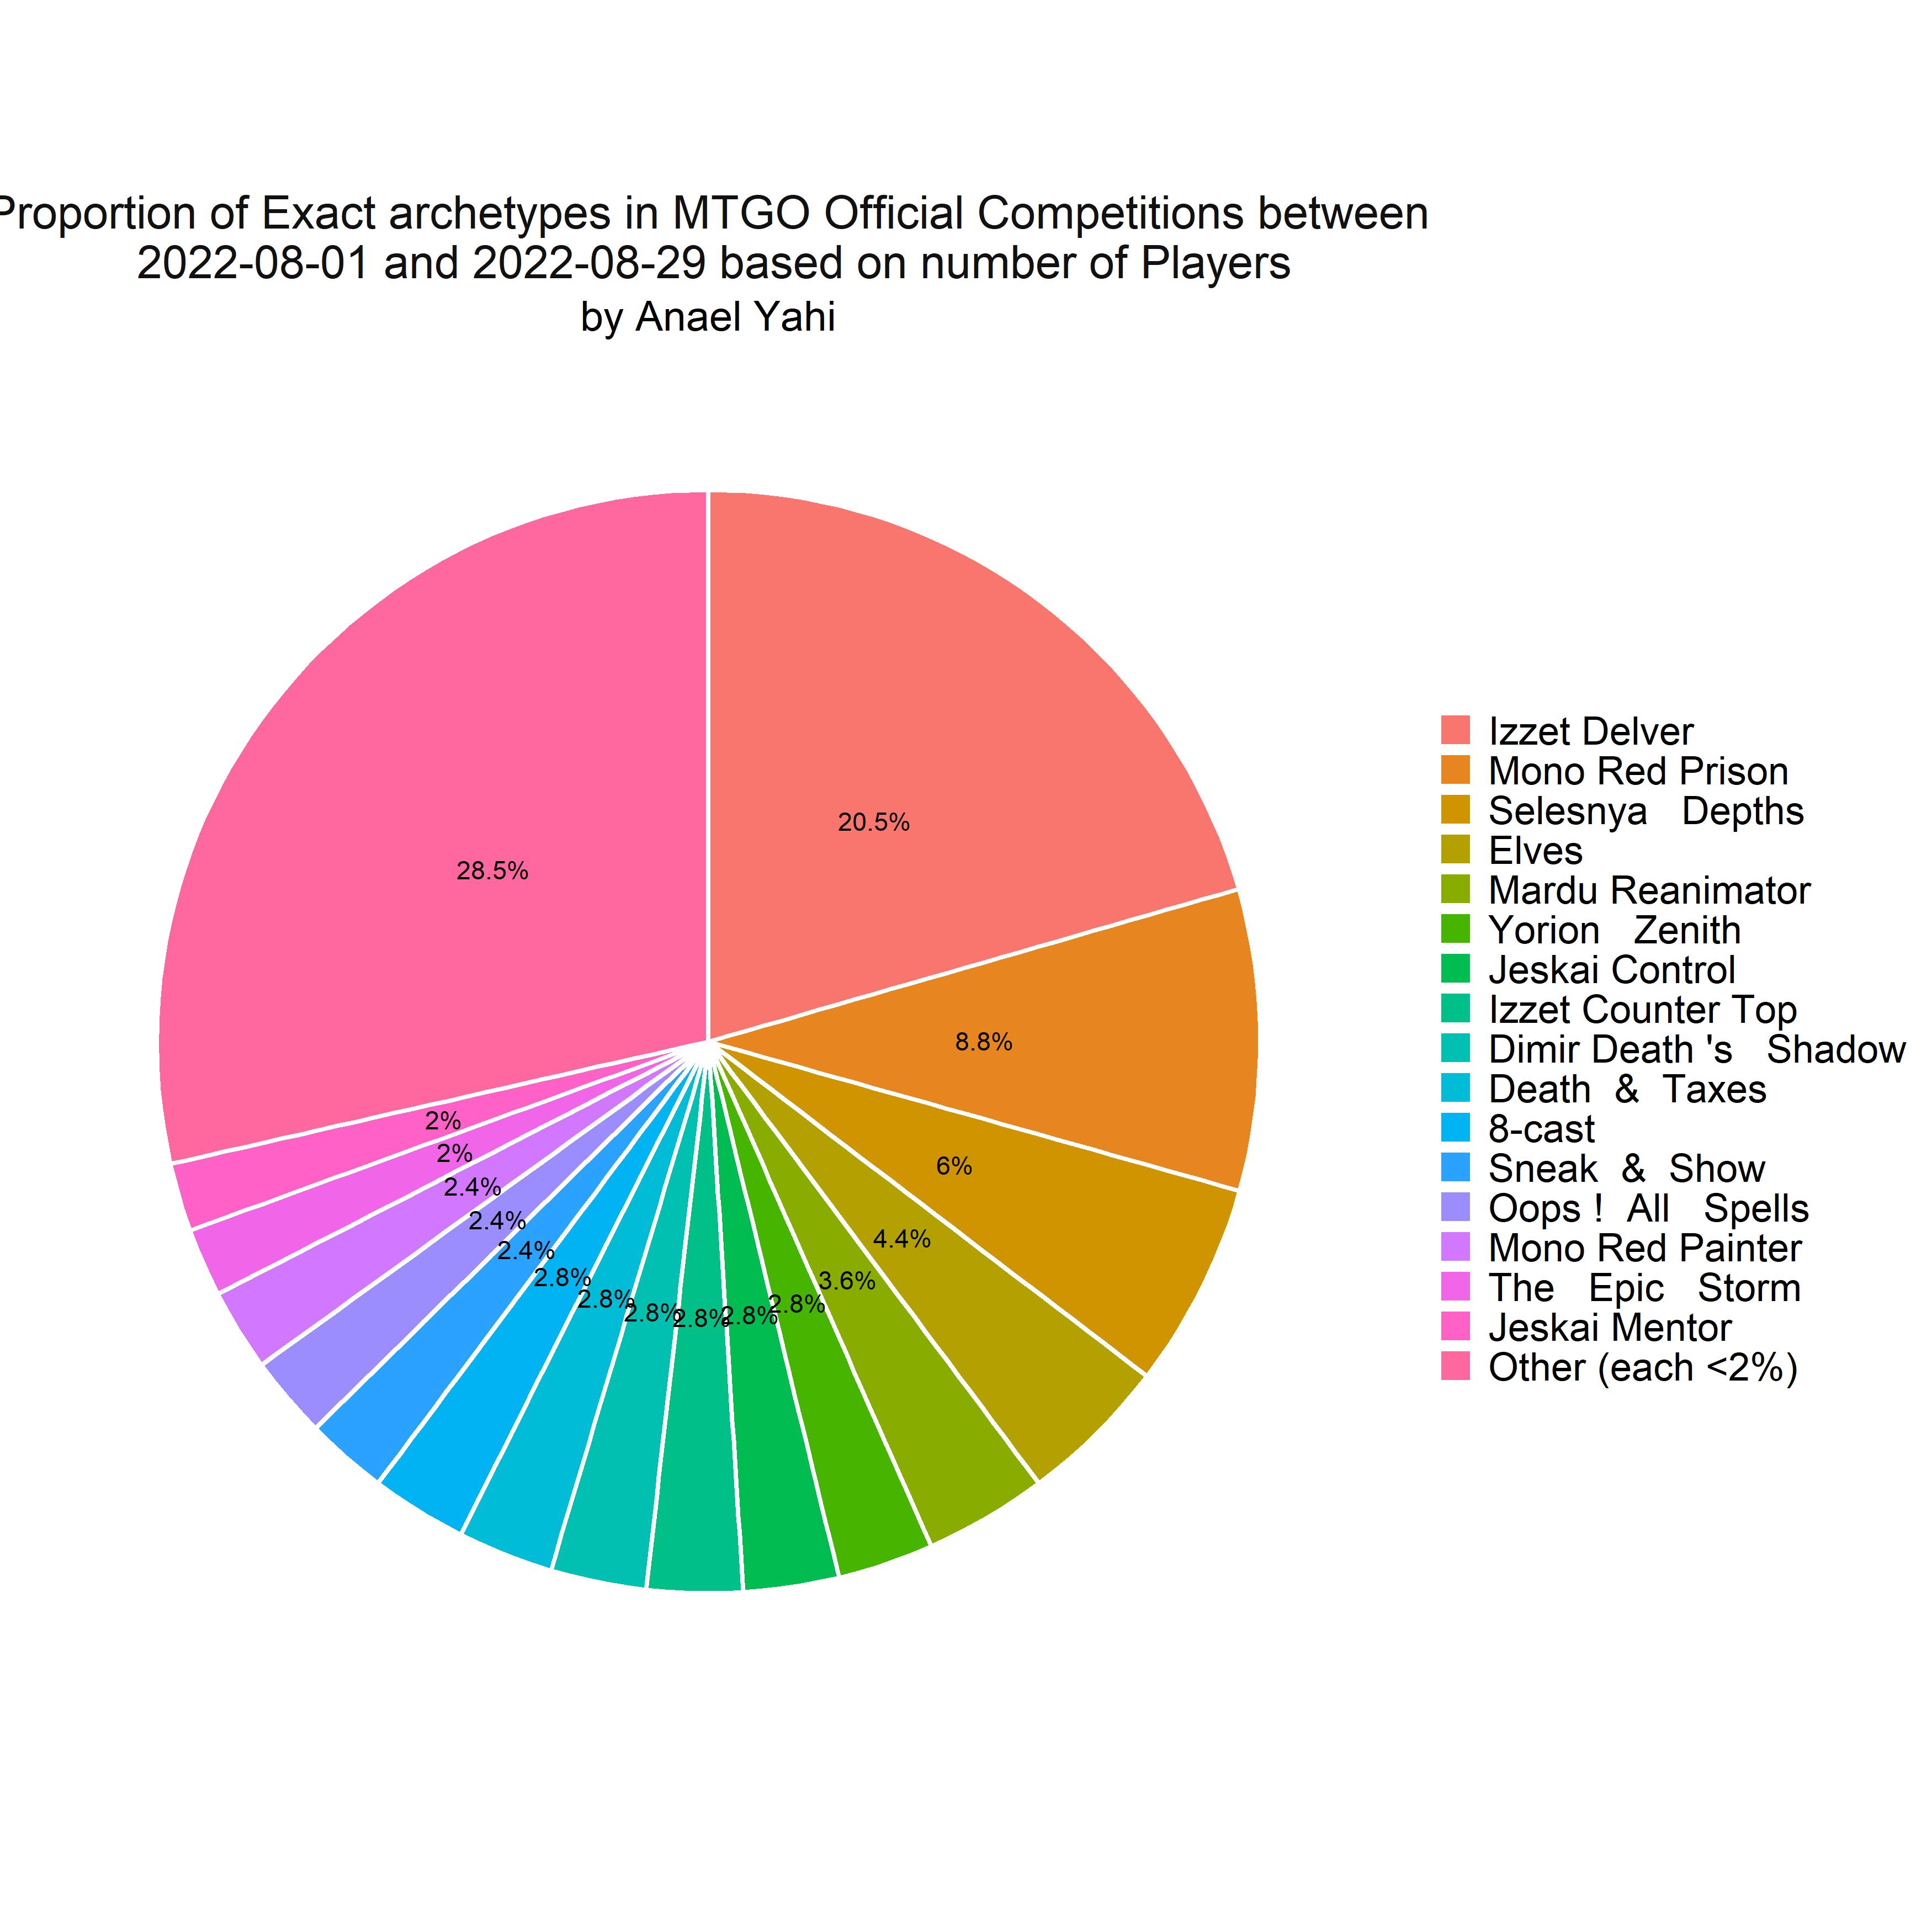 Proportion of Exact archetypes in MTGO Official Competitions between
2022-08-01 and 2022-08-29 based on number of Players
by Anael Yahi
20.5%
8.8%
6%
4.4%
3.6%
2.8%
2.8%
2.8%
2.8%
2.8%
2.8%
2.4%
2.4%
2.4%
2%
2%
28.5%
Izzet Delver
Mono Red Prison
Selesnya Depths
Elves
Mardu Reanimator
Yorion Zenith
Jeskai Control
Izzet Counter Top
Dimir Death 's Shadow
Death & Taxes
8-cast
Sneak & Show
Oops ! All Spells
Mono Red Painter
The Epic Storm
Jeskai Mentor
Other (each <2%)